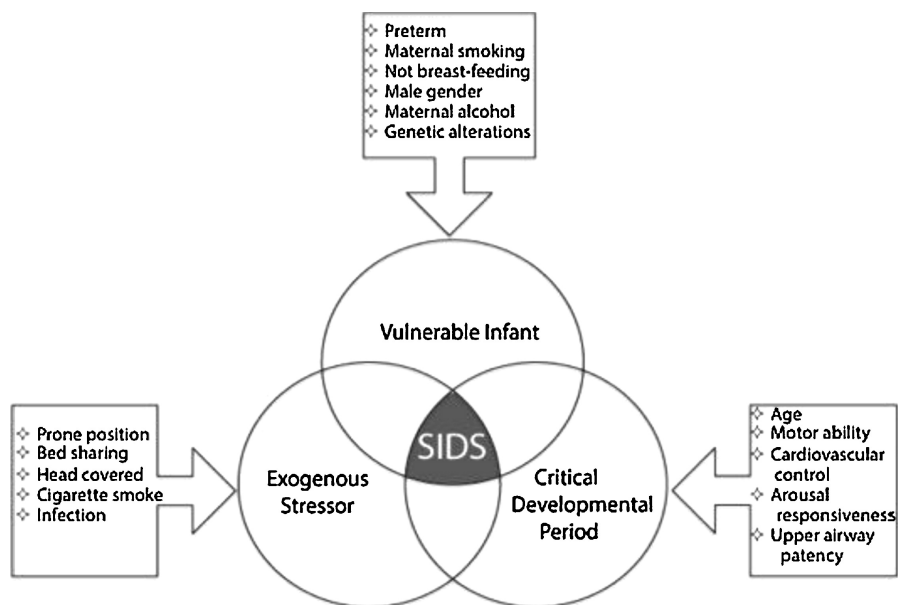 ✧ Preterm
✧ Maternal smoking
✧ Not breast-feeding
✧ Male gender
✧ Maternal alcohol
✧ Genetic alterations
Vulnerable Infant
SIDS
Exogenous
Stressor
Critical
Developmental
Period
✧ Prone position
✧ Bed sharing
✧ Head covered
✧ Cigarette smoke
✧ Infection
✧ Age
✧ Motor ability
✧ Cardiovascular
control
✧ Arousal
responsiveness
✧ Upper airway
patency